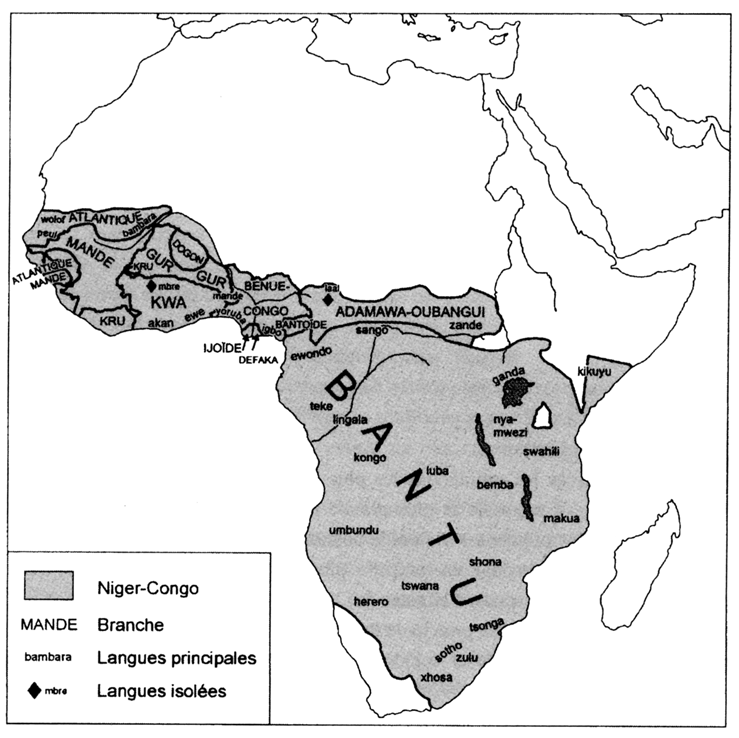 wolof ATLANTIQUE
peul
bambara
MANDE
ATLANTIQUE
MANDE
KRU
GUR
DOGON
GUR
KRU
mbre
KWA
akan
ewe
yoruba
mande
BENUE-
CONGO
igbo
BANTOÏDE
IJOÏDE
DEFAKA
laal
ADAMAWA-OUBANGUI
sango
zande
ewondo
BANTU
teke
lingala
kongo
luba
ganda
kikuyu
nya-
mwezi
swahili
bemba
makua
umbundu
shona
tswana
herero
tsonga
sotho
zulu
xhosa
Niger-Congo
MANDE Branche
bambara Langues principales
mbre Langues isolées